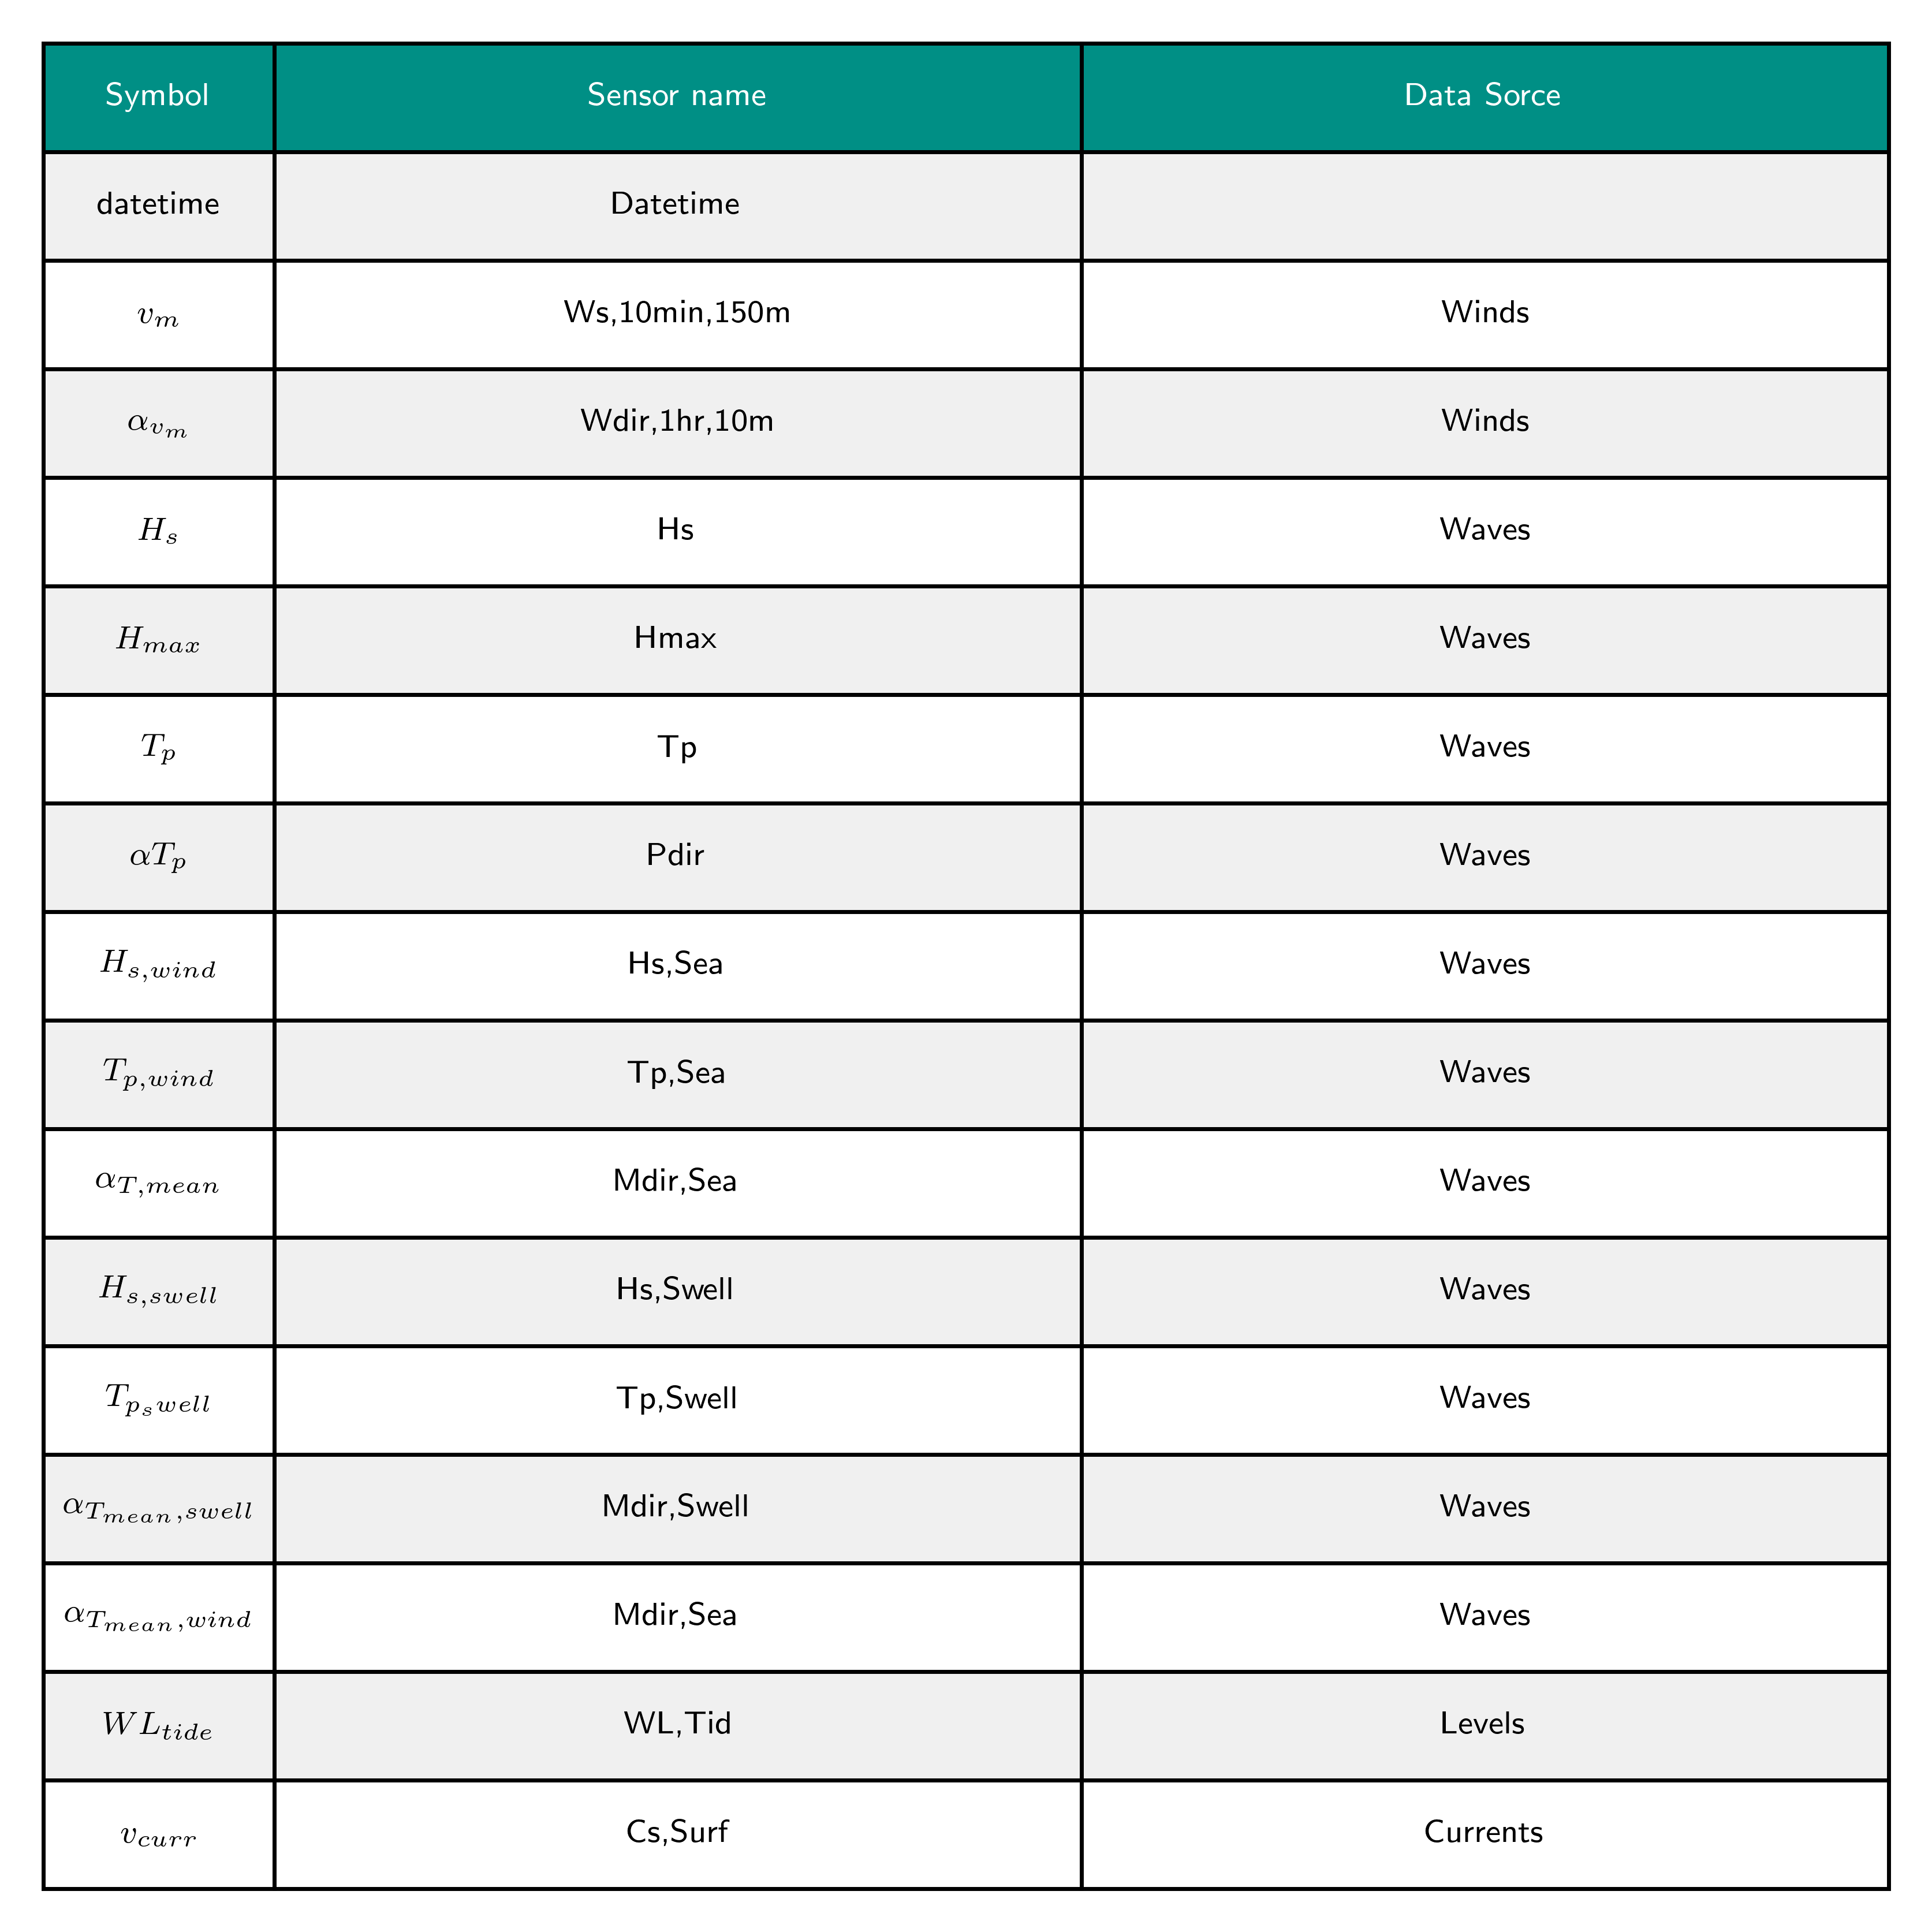 Symbol Sensor name Data Sorce
datetime Datetime
$v_m$ Ws,10min,150m Winds
$\alpha_{v_m}$ Wdir,1hr,10m Winds
$H_s$ Hs Waves
$H_{max}$ Hmax Waves
$T_p$ Tp Waves
$\alpha T_p$ Pdir Waves
$H_{s,wind}$ Hs,Sea Waves
$T_{p,wind}$ Tp,Sea Waves
$\alpha_{T,mean}$ Mdir,Sea Waves
$H_{s,swell}$ Hs,Swell Waves
$T_{p_swell}$ Tp,Swell Waves
$\alpha_{T_{mean},swell}$ Mdir,Swell Waves
$\alpha_{T_{mean},wind}$ Mdir,Sea Waves
$WL_{tide}$ WL,Tid Levels
$v_{curr}$ Cs,Surf Currents